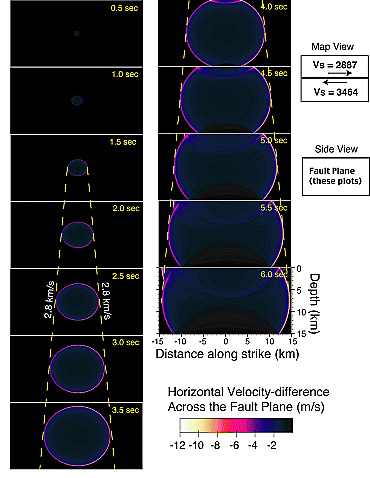 0.5 sec
1.0 sec
1.5 sec
2.0 sec
2.5 sec
2.8 km/s
2.8 km/s
3.0 sec
3.5 sec
4.0 sec
4.5 sec
5.0 sec
5.5 sec
6.0 sec
0
5
10
15
Depth (km)
-15 -10 -5 0 5 10 15
Distance along strike (km)
Map View
Vs = 2887
Vs = 3464
Side View
Fault Plane
(these plots)
Horizontal Velocity-difference
Across the Fault Plane (m/s)
-12 -10 -8 -6 -4 -2